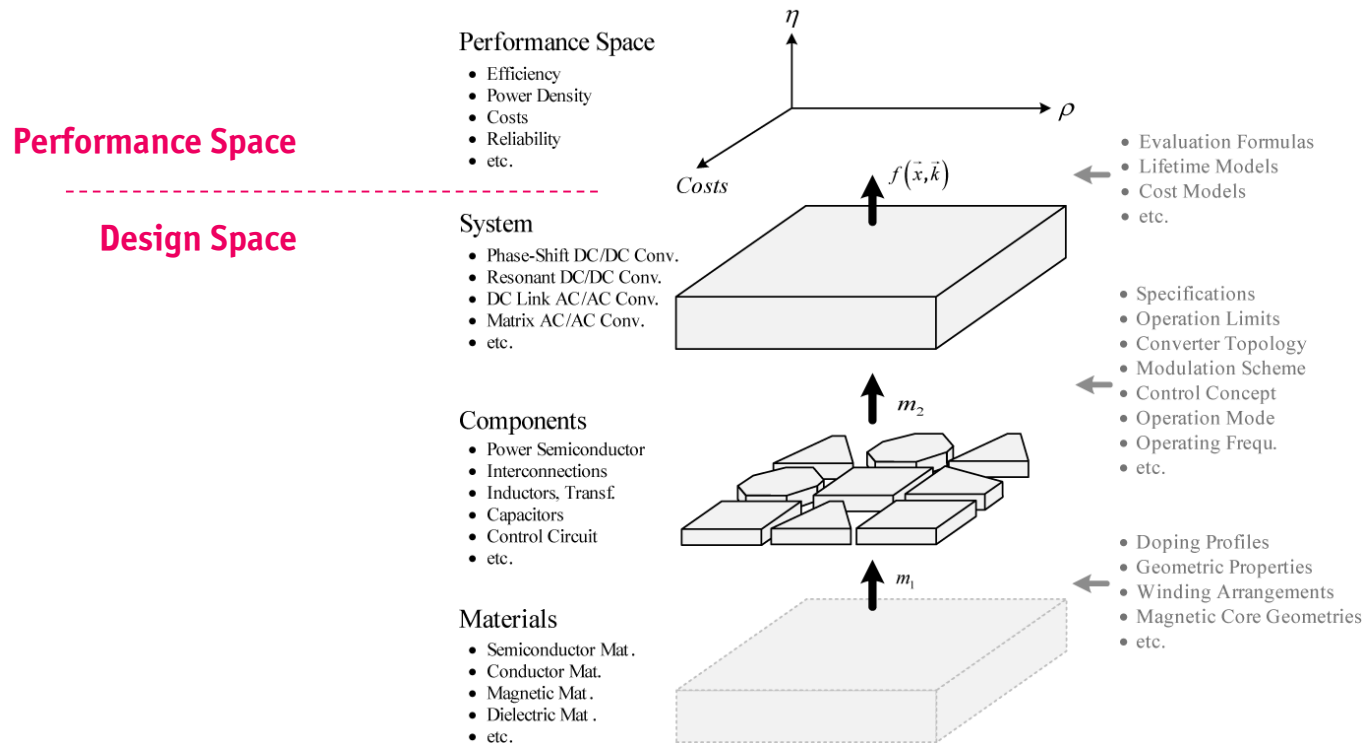 Performance Space
Design Space
Performance Space
• Efficiency
• Power Density
• Costs
• Reliability
• etc.
η
ρ
Costs
f(x⃗,k⃗)
• Evaluation Formulas
• Lifetime Models
• Cost Models
• etc.
System
• Phase-Shift DC/DC Conv.
• Resonant DC/DC Conv.
• DC Link AC/AC Conv.
• Matrix AC/AC Conv.
• etc.
m₂
• Specifications
• Operation Limits
• Converter Topology
• Modulation Scheme
• Control Concept
• Operation Mode
• Operating Frequ.
• etc.
Components
• Power Semiconductor
• Interconnections
• Inductors, Transf.
• Capacitors
• Control Circuit
• etc.
m₁
• Doping Profiles
• Geometric Properties
• Winding Arrangements
• Magnetic Core Geometries
• etc.
Materials
• Semiconductor Mat.
• Conductor Mat.
• Magnetic Mat.
• Dielectric Mat.
• etc.